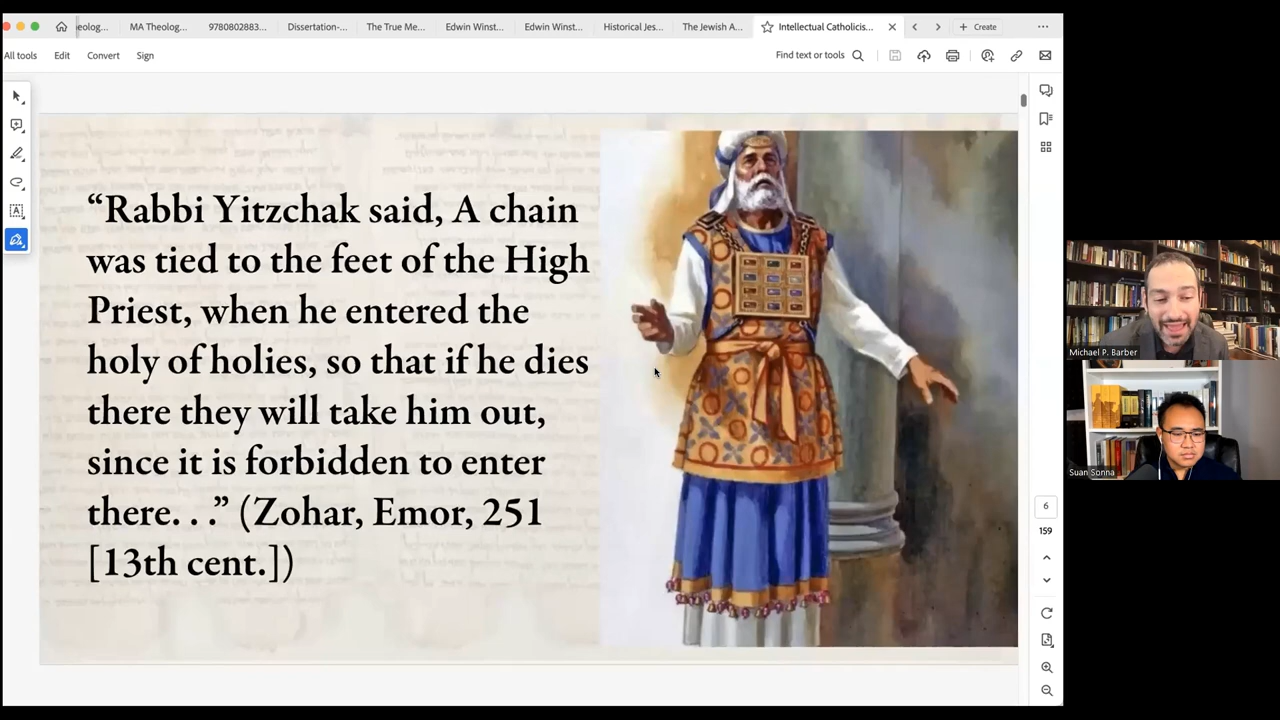 eolog...
MA Theolog...
9780802883...
Dissertation-...
The True Me...
Edwin Winst...
Edwin Winst...
Historical Jes...
The Jewish A...
Intellectual Catholicis...
Create
All tools
Edit
Convert
Sign
Find text or tools
“Rabbi Yitzchak said, A chain
was tied to the feet of the High
Priest, when he entered the
holy of holies, so that if he dies
there they will take him out,
since it is forbidden to enter
there. . .” (Zohar, Emor, 251
[13th cent.])
6
159
Michael P. Barber
Suan Sonna